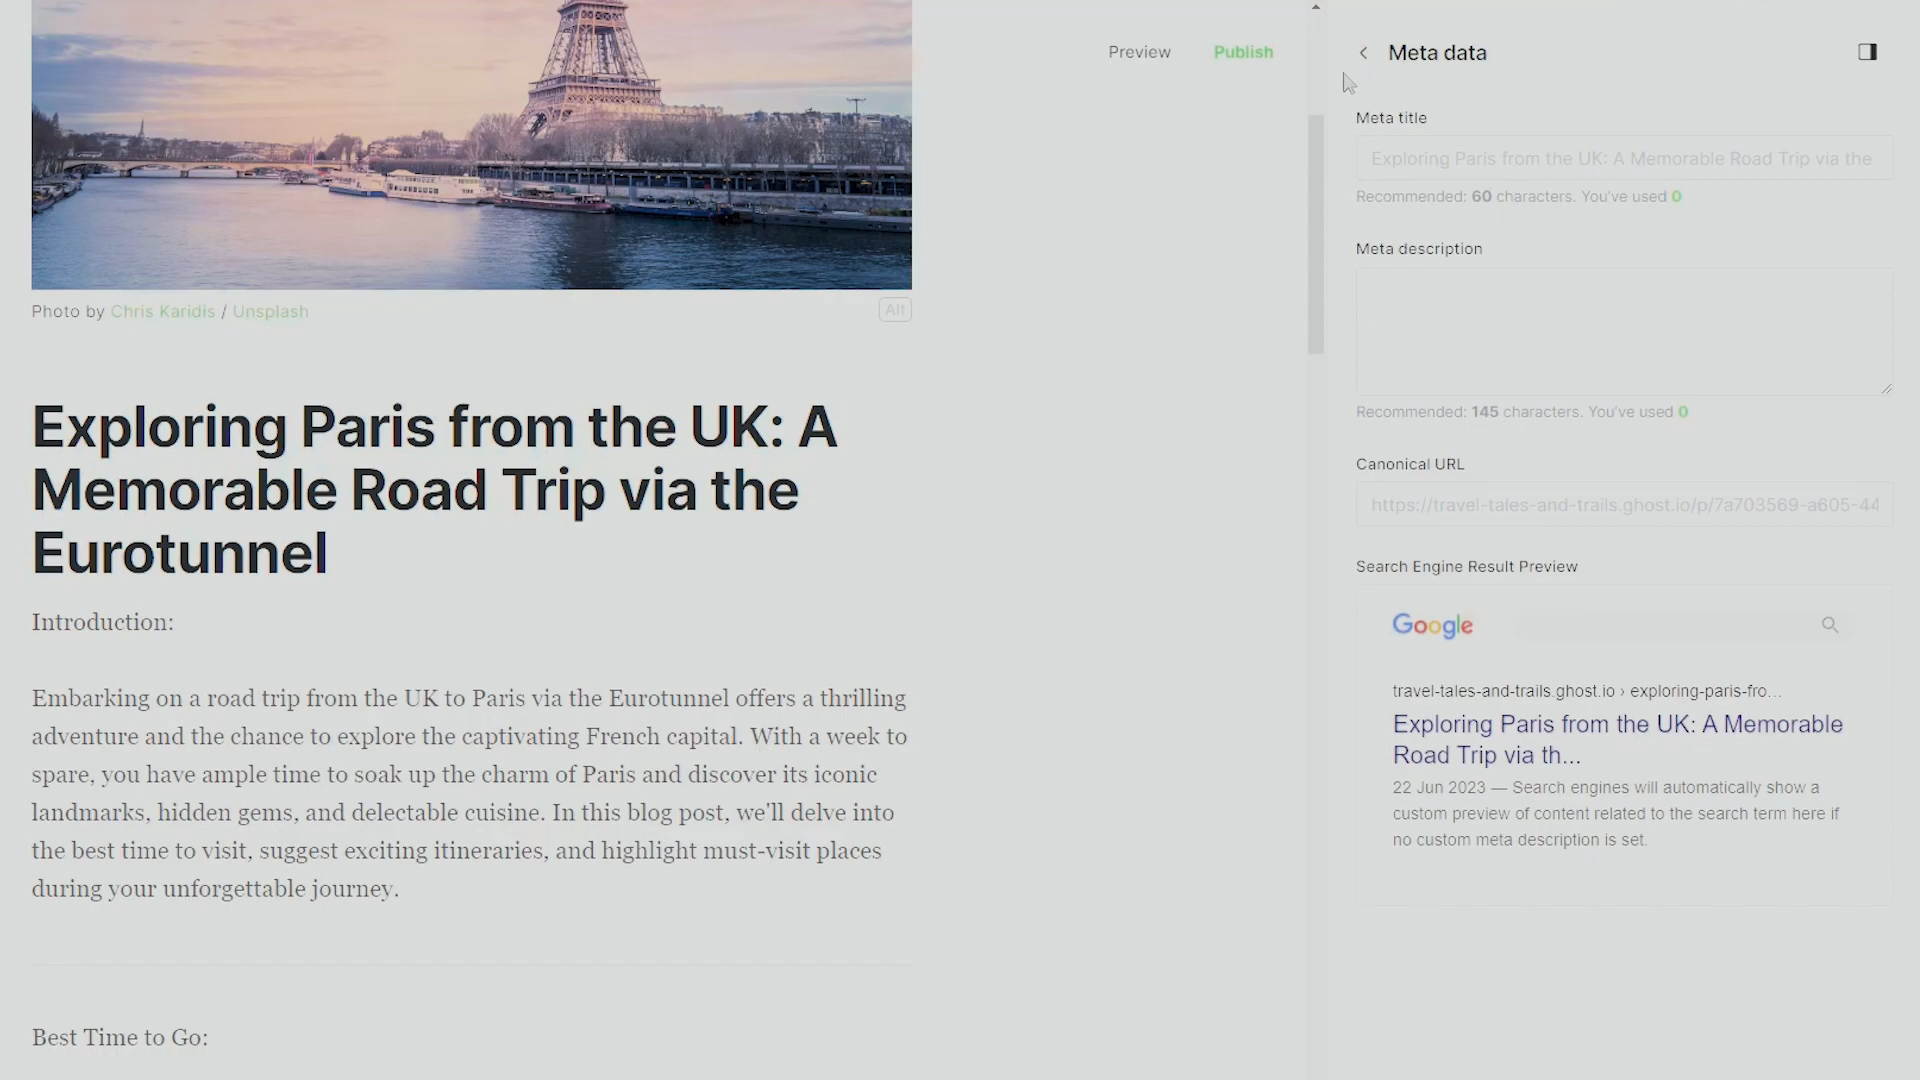 Preview
Publish
Photo by Chris Karidis / Unsplash
Alt
Exploring Paris from the UK: A
Memorable Road Trip via the
Eurotunnel
Introduction:
Embarking on a road trip from the UK to Paris via the Eurotunnel offers a thrilling
adventure and the chance to explore the captivating French capital. With a week to
spare, you have ample time to soak up the charm of Paris and discover its iconic
landmarks, hidden gems, and delectable cuisine. In this blog post, we'll delve into
the best time to visit, suggest exciting itineraries, and highlight must-visit places
during your unforgettable journey.
Best Time to Go:
Meta data
Meta title
Exploring Paris from the UK: A Memorable Road Trip via the
Recommended: 60 characters. You've used 0
Meta description
Recommended: 145 characters. You've used 0
Canonical URL
https://travel-tales-and-trails.ghost.io/p/7a703569-a605-44
Search Engine Result Preview
Google
travel-tales-and-trails.ghost.io › exploring-paris-fro...
Exploring Paris from the UK: A Memorable
Road Trip via th...
22 Jun 2023 — Search engines will automatically show a
custom preview of content related to the search term here if
no custom meta description is set.